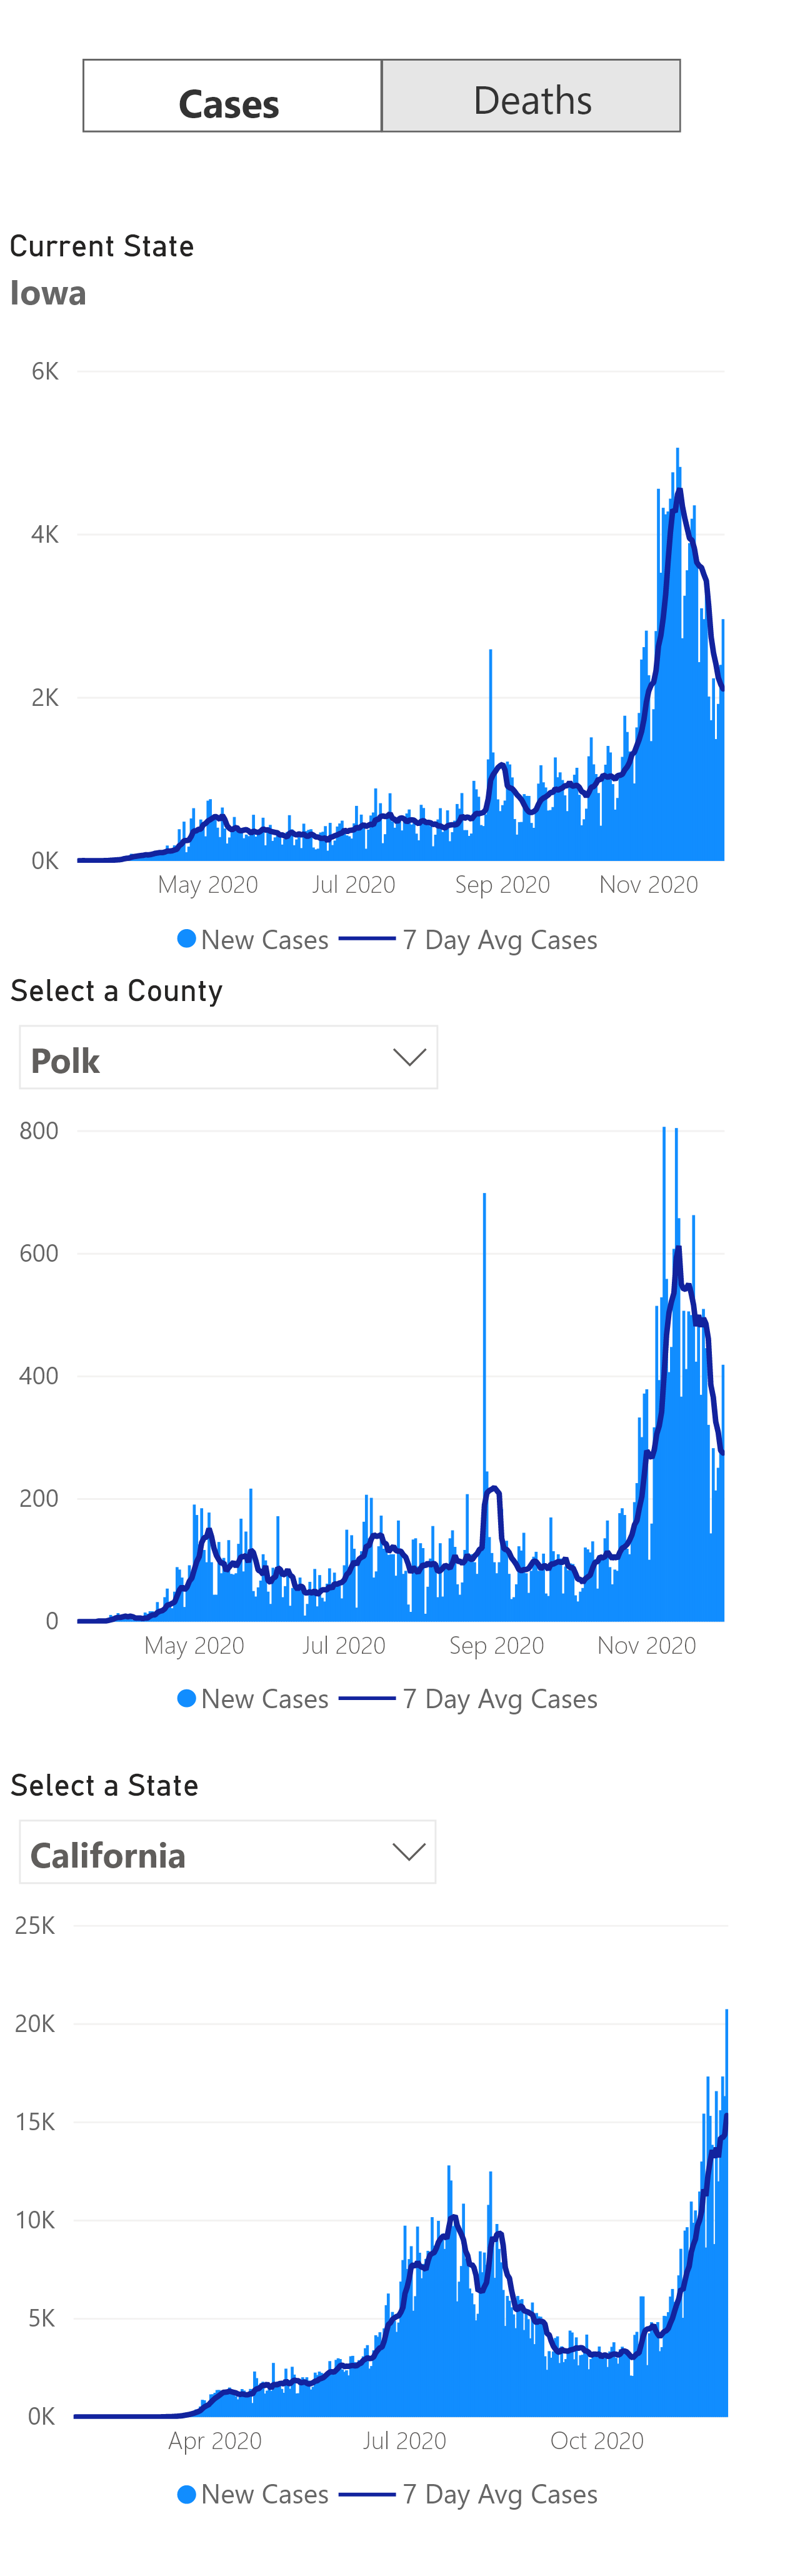 Cases Deaths
Current State
Iowa
6K
4K
2K
0K
May 2020 Jul 2020 Sep 2020 Nov 2020
New Cases 7 Day Avg Cases
Select a County
Polk
800
600
400
200
0
May 2020 Jul 2020 Sep 2020 Nov 2020
New Cases 7 Day Avg Cases
Select a State
California
25K
20K
15K
10K
5K
0K
Apr 2020 Jul 2020 Oct 2020
New Cases 7 Day Avg Cases